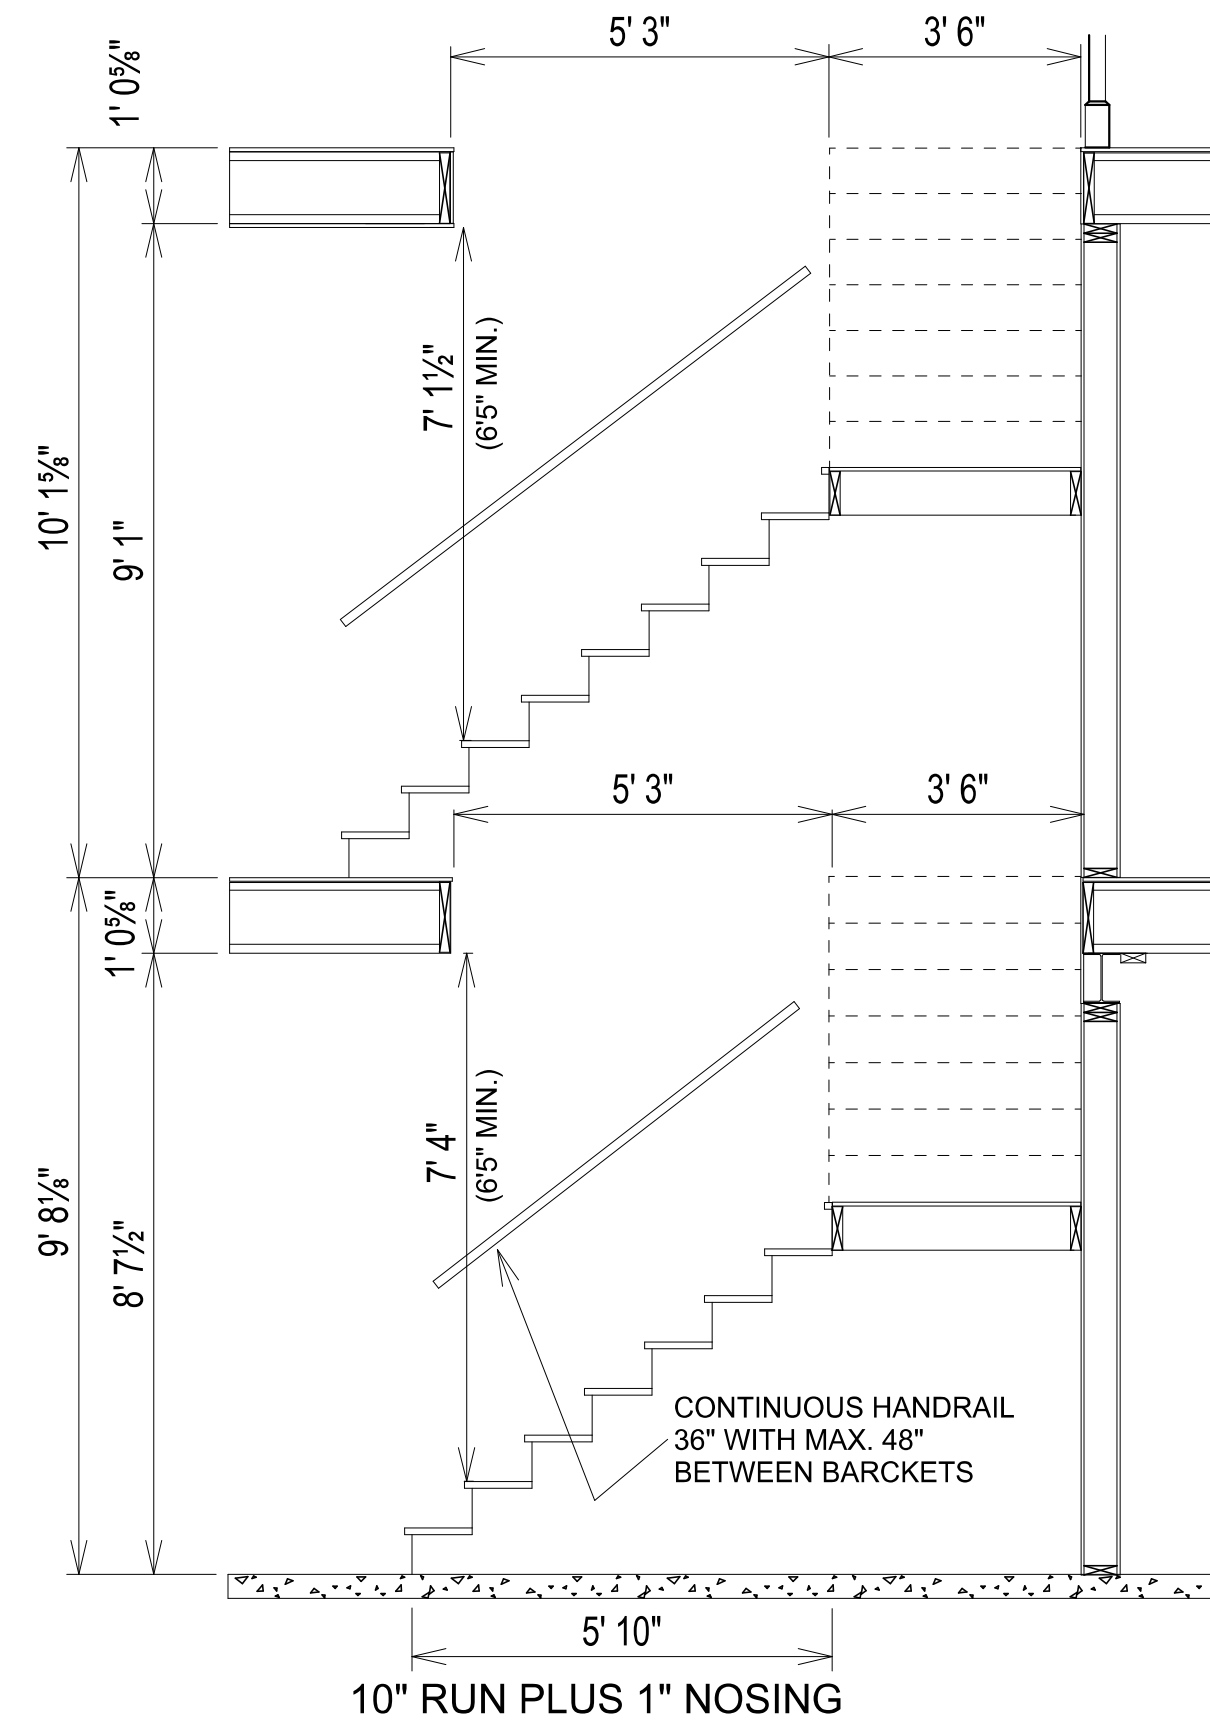 5' 3"
3' 6"
1' 0⅝"
7' 1½"
(6'5" MIN.)
10' 1⅝"
9' 1"
5' 3"
3' 6"
1' 0⅝"
7' 4"
(6'5" MIN.)
9' 8⅛"
8' 7½"
CONTINUOUS HANDRAIL
36" WITH MAX. 48"
BETWEEN BARCKETS
5' 10"
10" RUN PLUS 1" NOSING